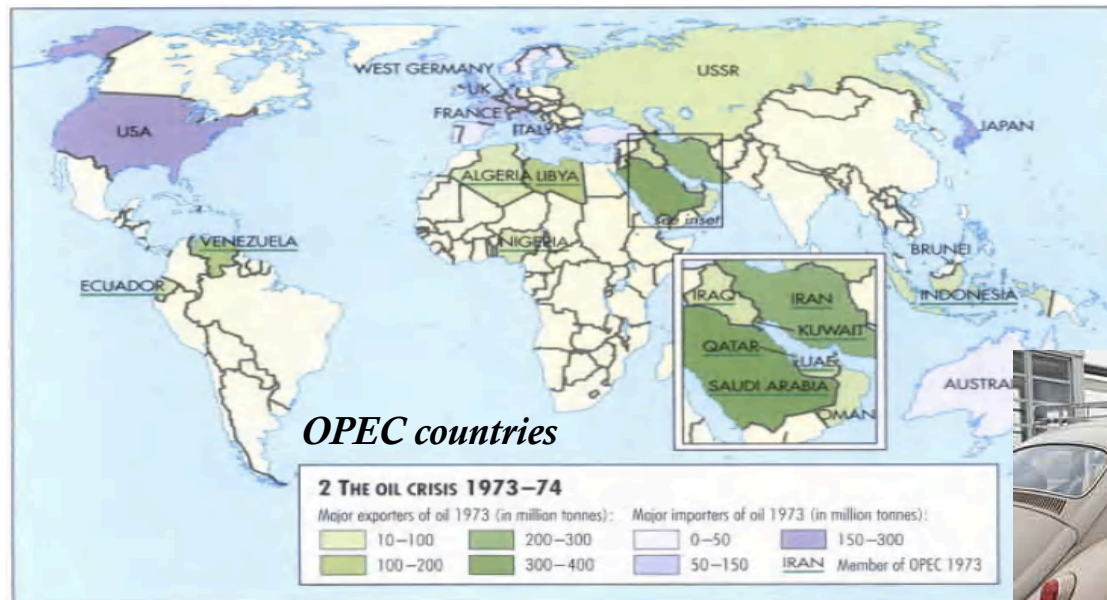 WEST GERMANY
UK
FRANCE
ITALY
USSR
USA
JAPAN
ALGERIA LIBYA
see inset
VENEZUELA
NIGERIA
BRUNEI
ECUADOR
INDONESIA
IRAQ
IRAN
KUWAIT
QATAR
UAE
SAUDI ARABIA
OMAN
AUSTRA
OPEC countries
2 THE OIL CRISIS 1973–74
Major exporters of oil 1973 (in million tonnes):
10–100
200–300
100–200
300–400
Major importers of oil 1973 (in million tonnes):
0–50
150–300
50–150
IRAN Member of OPEC 1973